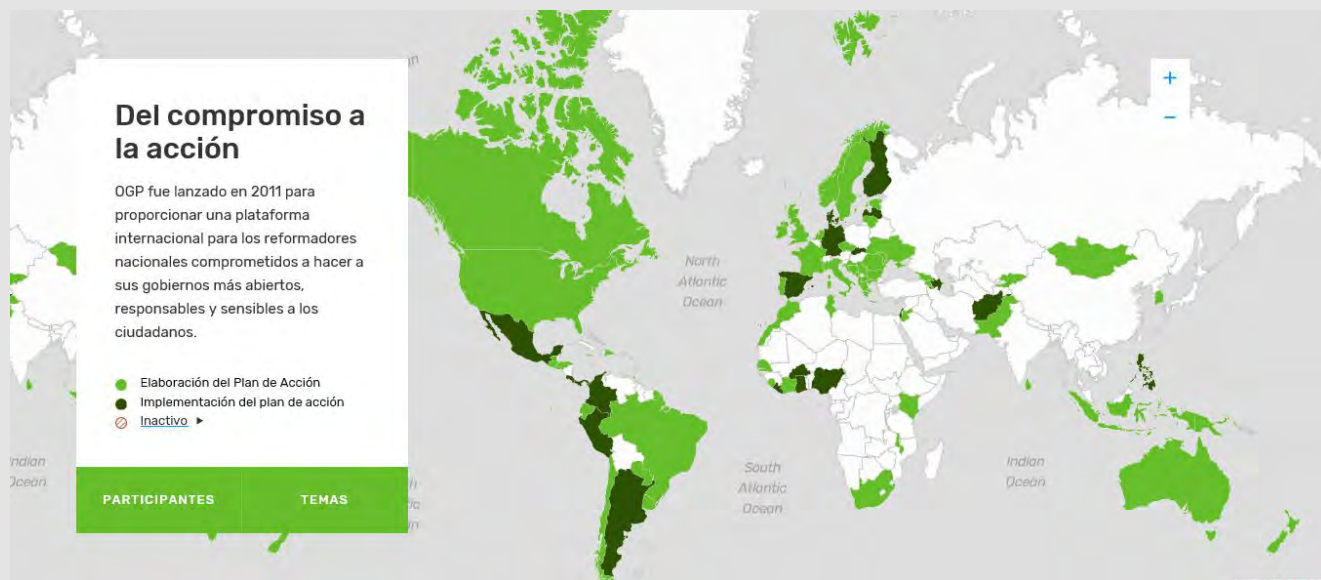 Del compromiso a
la acción
OGP fue lanzado en 2011 para
proporcionar una plataforma
internacional para los reformadores
nacionales comprometidos a hacer a
sus gobiernos más abiertos,
responsables y sensibles a los
ciudadanos.
Elaboración del Plan de Acción
Implementación del plan de acción
Inactivo
PARTICIPANTES
TEMAS
North
Atlantic
Ocean
South
Atlantic
Ocean
Indian
Ocean
+
−